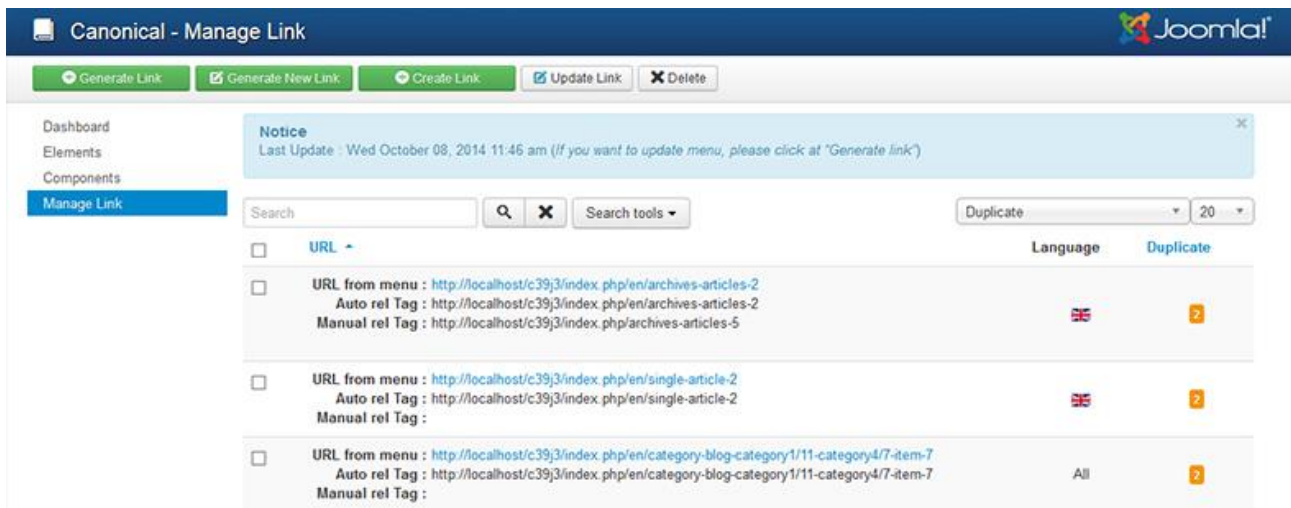 Canonical - Manage Link
Joomla!
Generate Link Generate New Link Create Link Update Link Delete
Dashboard
Elements
Components
Manage Link
Notice
Last Update : Wed October 08, 2014 11:46 am (if you want to update menu, please click at "Generate link")
Search Search tools Duplicate 20
URL Language Duplicate
URL from menu : http://localhost/c39j3/index.php/en/archives-articles-2
Auto rel Tag : http://localhost/c39j3/index.php/en/archives-articles-2
Manual rel Tag : http://localhost/c39j3/index.php/archives-articles-5
2
URL from menu : http://localhost/c39j3/index.php/en/single-article-2
Auto rel Tag : http://localhost/c39j3/index.php/en/single-article-2
Manual rel Tag :
2
URL from menu : http://localhost/c39j3/index.php/en/category-blog-category1/11-category4/7-item-7
Auto rel Tag : http://localhost/c39j3/index.php/en/category-blog-category1/11-category4/7-item-7
Manual rel Tag :
All 2